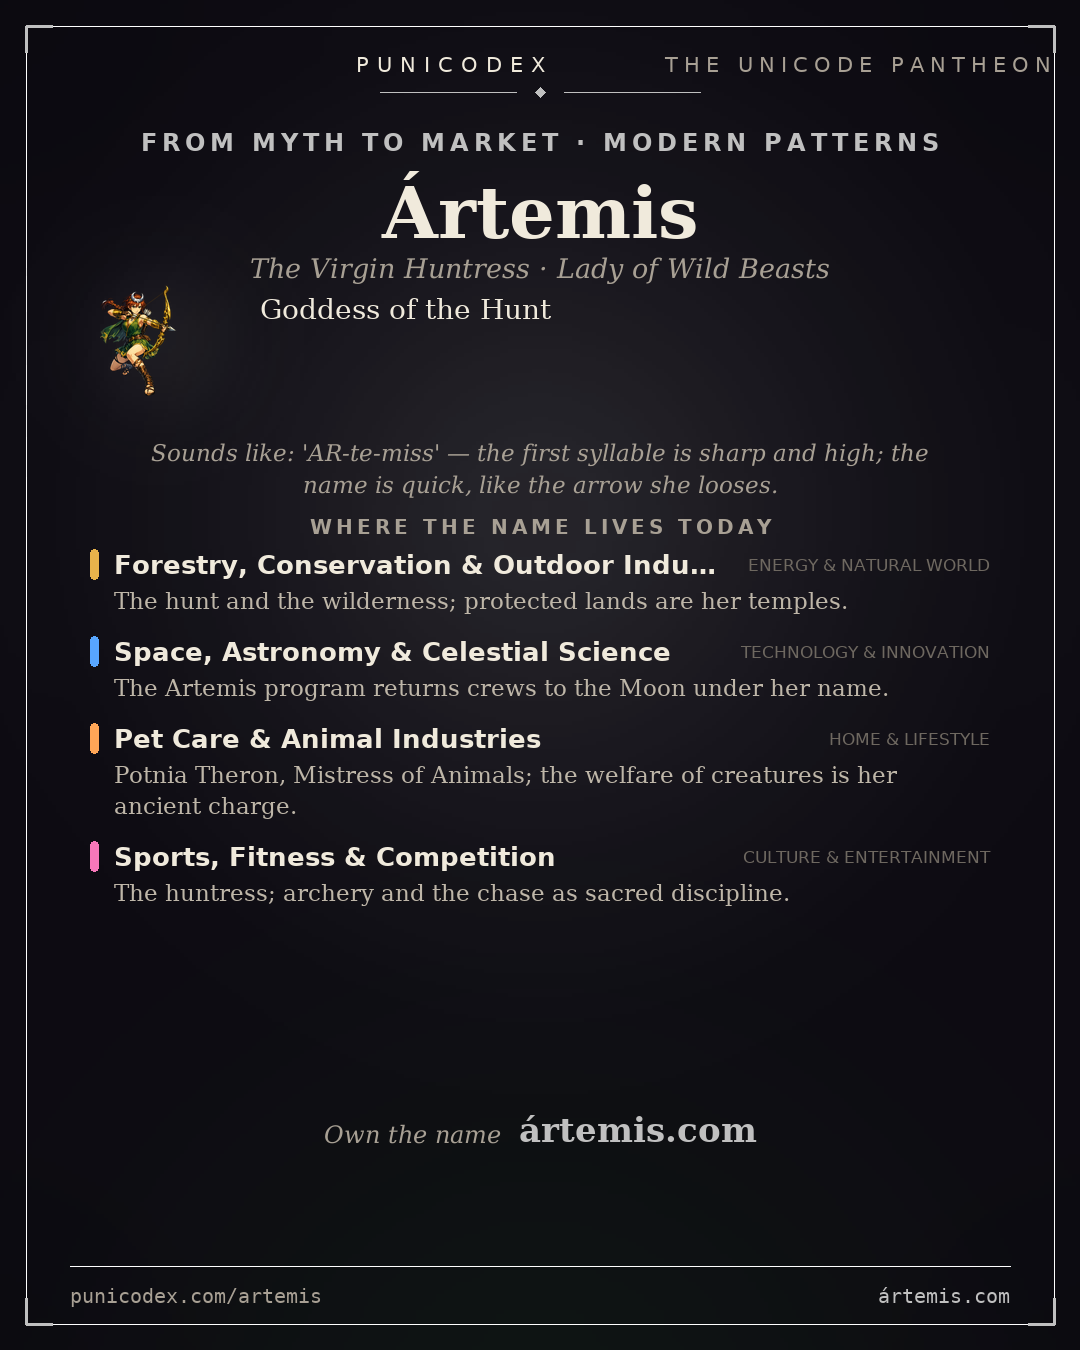 PUNICODEX THE UNICODE PANTHEON
FROM MYTH TO MARKET · MODERN PATTERNS
Ártemis
The Virgin Huntress · Lady of Wild Beasts
Goddess of the Hunt
Sounds like: 'AR-te-miss' — the first syllable is sharp and high; the
name is quick, like the arrow she looses.
WHERE THE NAME LIVES TODAY
Forestry, Conservation & Outdoor Indu… ENERGY & NATURAL WORLD
The hunt and the wilderness; protected lands are her temples.
Space, Astronomy & Celestial Science TECHNOLOGY & INNOVATION
The Artemis program returns crews to the Moon under her name.
Pet Care & Animal Industries HOME & LIFESTYLE
Potnia Theron, Mistress of Animals; the welfare of creatures is her
ancient charge.
Sports, Fitness & Competition CULTURE & ENTERTAINMENT
The huntress; archery and the chase as sacred discipline.
Own the name ártemis.com
punicodex.com/artemis ártemis.com